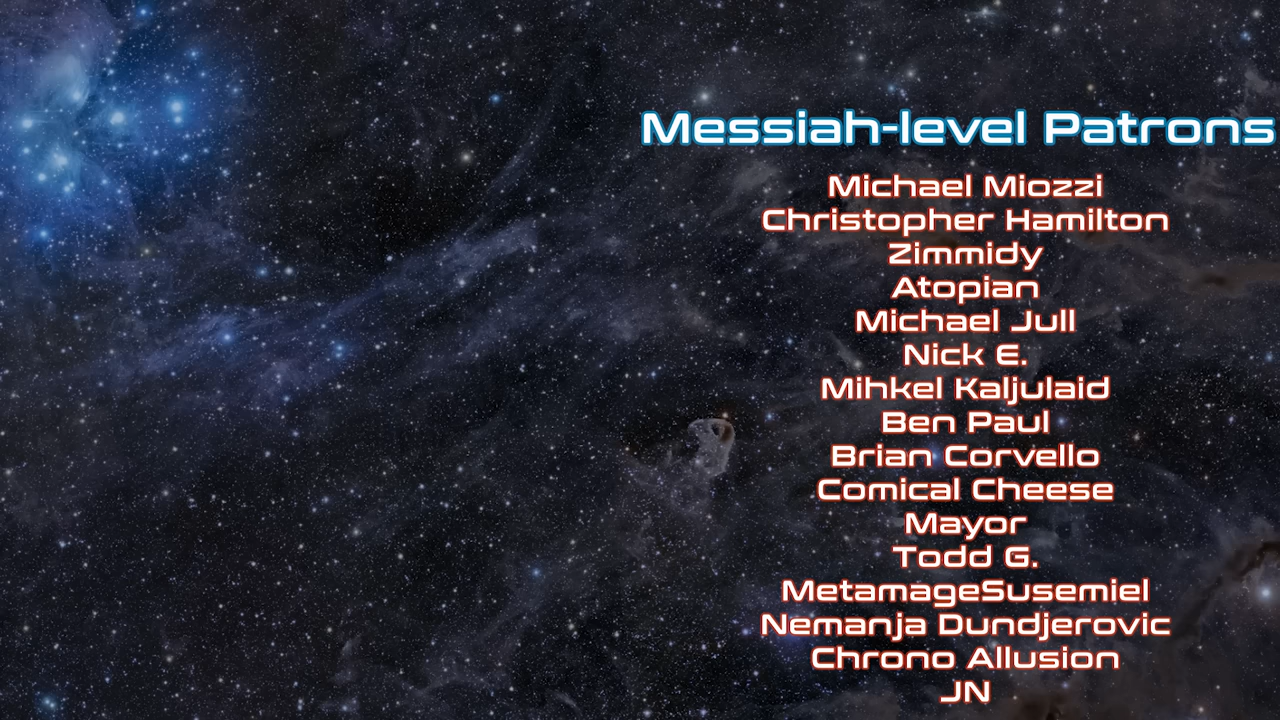 Messiah-level Patrons
Michael Miozzi
Christopher Hamilton
Zimmidy
Atopian
Michael Jull
Nick E.
Mihkel Kaljulaid
Ben Paul
Brian Corvello
Comical Cheese
Mayor
Todd G.
MetamageSusemiel
Nemanja Dundjerovic
Chrono Allusion
JN